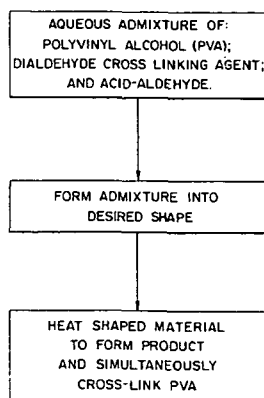 AQUEOUS ADMIXTURE OF:
POLYVINYL ALCOHOL (PVA);
DIALDEHYDE CROSS LINKING AGENT;
AND ACID-ALDEHYDE.
FORM ADMIXTURE INTO
DESIRED SHAPE
HEAT SHAPED MATERIAL
TO FORM PRODUCT
AND SIMULTANEOUSLY
CROSS-LINK PVA